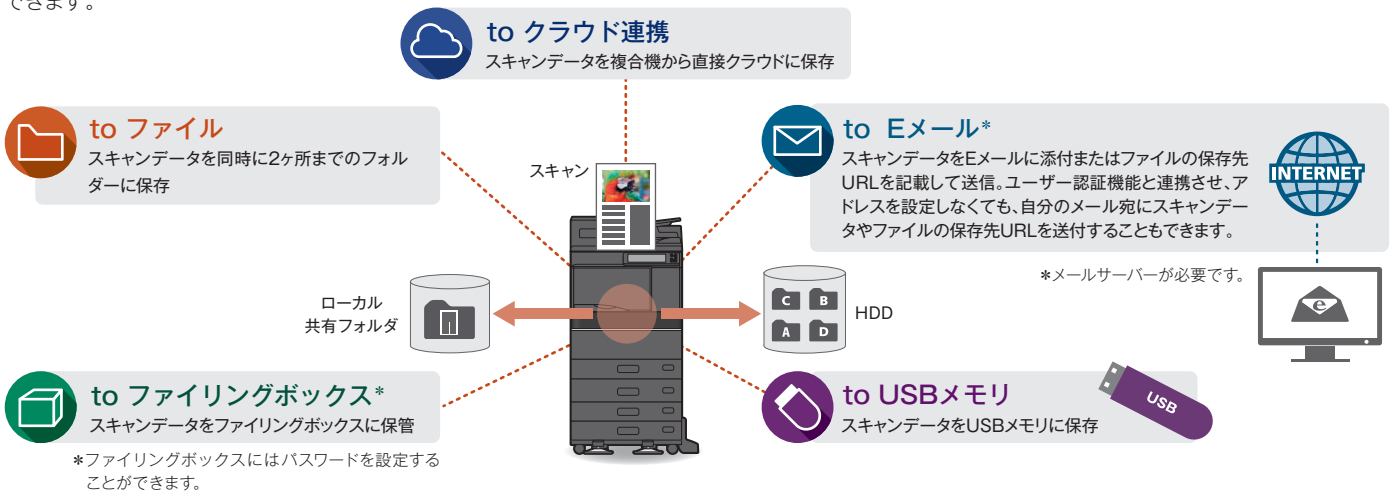 できます。
to クラウド連携
スキャンデータを複合機から直接クラウドに保存
to ファイル
スキャンデータを同時に2ヶ所までのフォル
ダーに保存
スキャン
to Eメール*
スキャンデータをEメールに添付またはファイルの保存先
URLを記載して送信。ユーザー認証機能と連携させ、ア
ドレスを設定しなくても、自分のメール宛にスキャンデー
タやファイルの保存先URLを送付することもできます。
INTERNET
*メールサーバーが必要です。
e
ローカル
共有フォルダ
C B
A D
HDD
to ファイリングボックス*
スキャンデータをファイリングボックスに保管
*ファイリングボックスにはパスワードを設定する
ことができます。
to USBメモリ
スキャンデータをUSBメモリに保存
USB